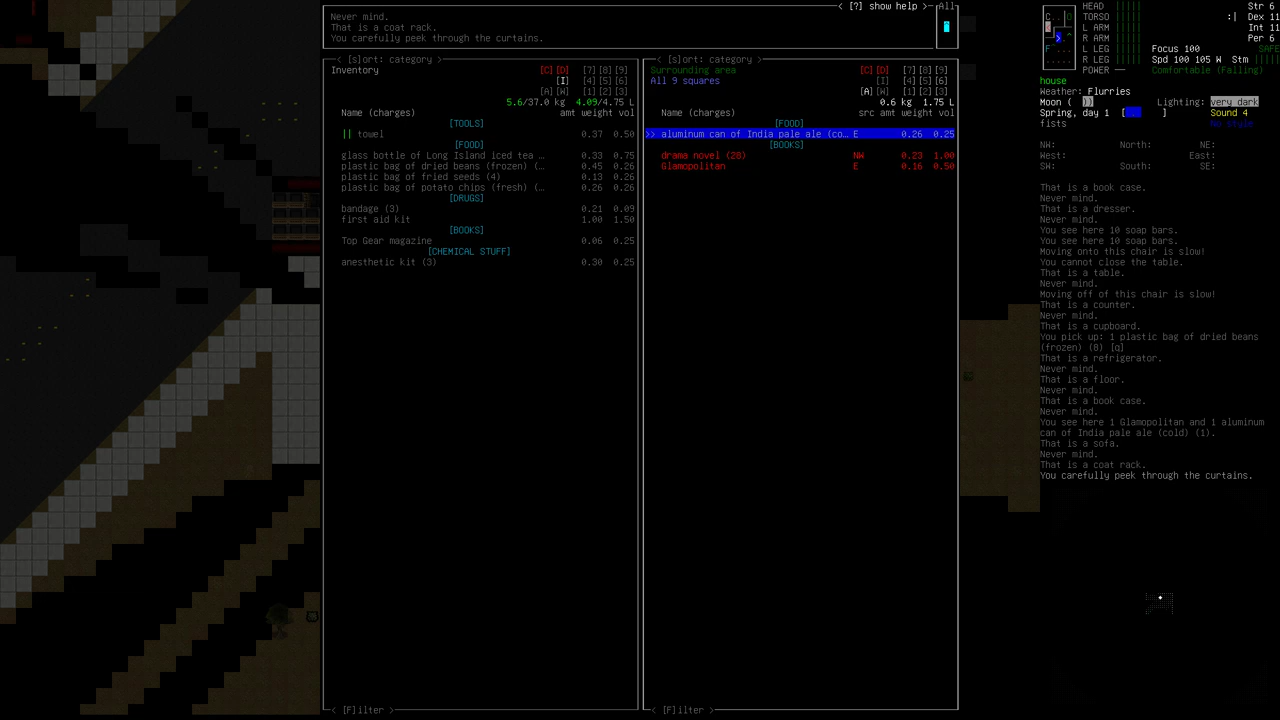 < [?] show help >
All
Never mind.
That is a coat rack.
You carefully peek through the curtains.
< [s]ort: category >
Inventory
[C][D] [7][8][9]
[I] [4][5][6]
[A][W] [1][2][3]
5.6/37.0 kg 4.09/4.75 L
Name (charges) amt weight vol
[TOOLS]
|| towel 0.37 0.50
[FOOD]
glass bottle of Long Island iced tea … 0.33 0.75
plastic bag of dried beans (frozen) (… 0.45 0.26
plastic bag of fried seeds (4) 0.13 0.26
plastic bag of potato chips (fresh) (… 0.26 0.26
[DRUGS]
bandage (3) 0.21 0.09
first aid kit 1.00 1.50
[BOOKS]
Top Gear magazine 0.06 0.25
[CHEMICAL STUFF]
anesthetic kit (3) 0.30 0.25
< [F]ilter >
< [s]ort: category >
Surrounding area
All 9 squares
[C][D] [7][8][9]
[I] [4][5][6]
[A][W] [1][2][3]
0.6 kg 1.75 L
Name (charges) src amt weight vol
[FOOD]
>> aluminum can of India pale ale (co… E 0.26 0.25
[BOOKS]
drama novel (28) NW 0.23 1.00
Glamopolitan E 0.16 0.50
< [F]ilter >
HEAD ||||| Str 6
TORSO ||||| :| Dex 11
L ARM ||||| Int 11
R ARM ||||| Per 6
L LEG ||||| Focus 100 SAFE
R LEG ||||| Spd 100 105 W Stm |||||
POWER — Comfortable (Falling)
house
Weather: Flurries
Moon ( )) Lighting: very dark
Spring, day 1 [ ] Sound 4
fists No style
NW: North: NE:
West: East:
SW: South: SE:
That is a book case.
Never mind.
That is a dresser.
Never mind.
You see here 10 soap bars.
You see here 10 soap bars.
Moving onto this chair is slow!
You cannot close the table.
That is a table.
Never mind.
Moving off of this chair is slow!
That is a counter.
Never mind.
That is a cupboard.
You pick up: 1 plastic bag of dried beans
(frozen) (8) [q]
That is a refrigerator.
Never mind.
That is a floor.
Never mind.
That is a book case.
Never mind.
You see here 1 Glamopolitan and 1 aluminum
can of India pale ale (cold) (1).
That is a sofa.
Never mind.
That is a coat rack.
You carefully peek through the curtains.